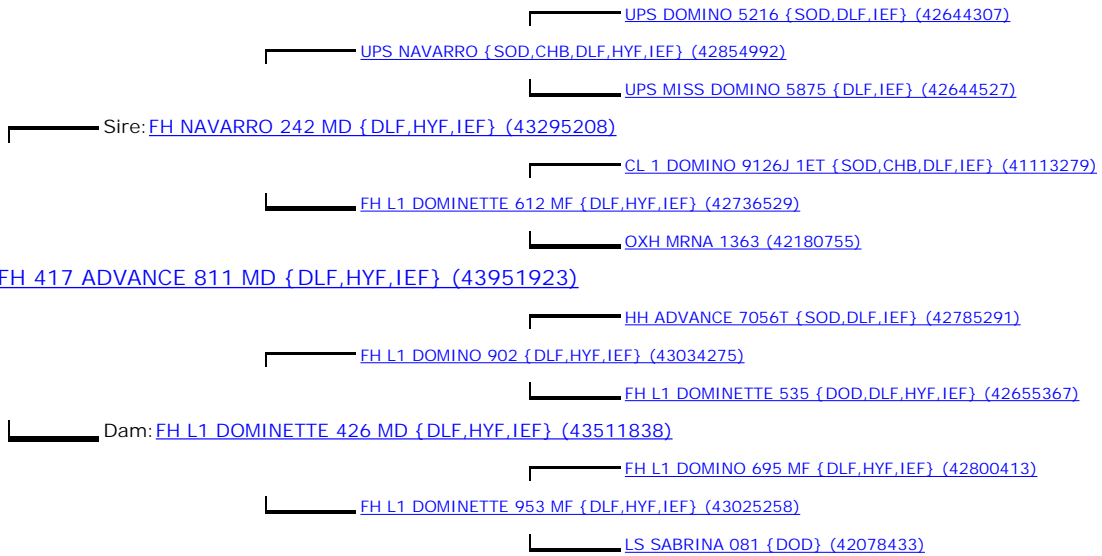 UPS DOMINO 5216 {SOD,DLF,IEF} (42644307)
UPS NAVARRO {SOD,CHB,DLF,HYF,IEF} (42854992)
UPS MISS DOMINO 5875 {DLF,IEF} (42644527)
Sire: FH NAVARRO 242 MD {DLF,HYF,IEF} (43295208)
CL 1 DOMINO 9126J 1ET {SOD,CHB,DLF,IEF} (41113279)
FH L1 DOMINETTE 612 MF {DLF,HYF,IEF} (42736529)
OXH MRNA 1363 (42180755)
FH 417 ADVANCE 811 MD {DLF,HYF,IEF} (43951923)
HH ADVANCE 7056T {SOD,DLF,IEF} (42785291)
FH L1 DOMINO 902 {DLF,HYF,IEF} (43034275)
FH L1 DOMINETTE 535 {DOD,DLF,HYF,IEF} (42655367)
Dam: FH L1 DOMINETTE 426 MD {DLF,HYF,IEF} (43511838)
FH L1 DOMINO 695 MF {DLF,HYF,IEF} (42800413)
FH L1 DOMINETTE 953 MF {DLF,HYF,IEF} (43025258)
LS SABRINA 081 {DOD} (42078433)